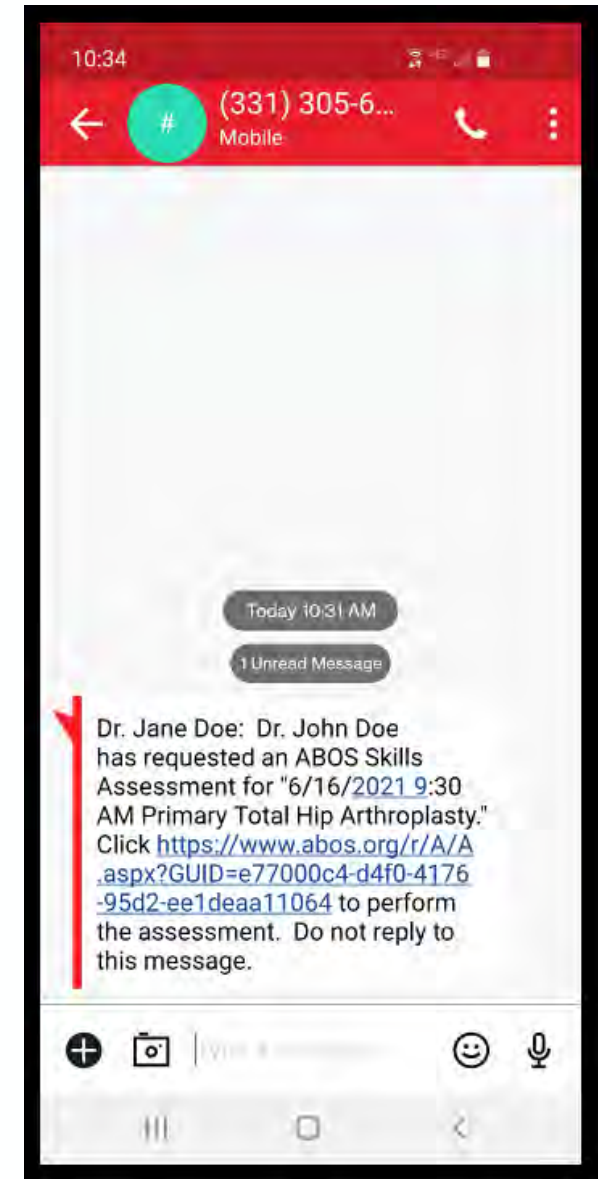 10:34
#
(331) 305-6...
Mobile
Today 10:31 AM
1 Unread Message
Dr. Jane Doe:  Dr. John Doe
has requested an ABOS Skills
Assessment for "6/16/2021 9:30
AM Primary Total Hip Arthroplasty."
Click https://www.abos.org/r/A/A
.aspx?GUID=e77000c4-d4f0-4176
-95d2-ee1deaa11064 to perform
the assessment.  Do not reply to
this message.